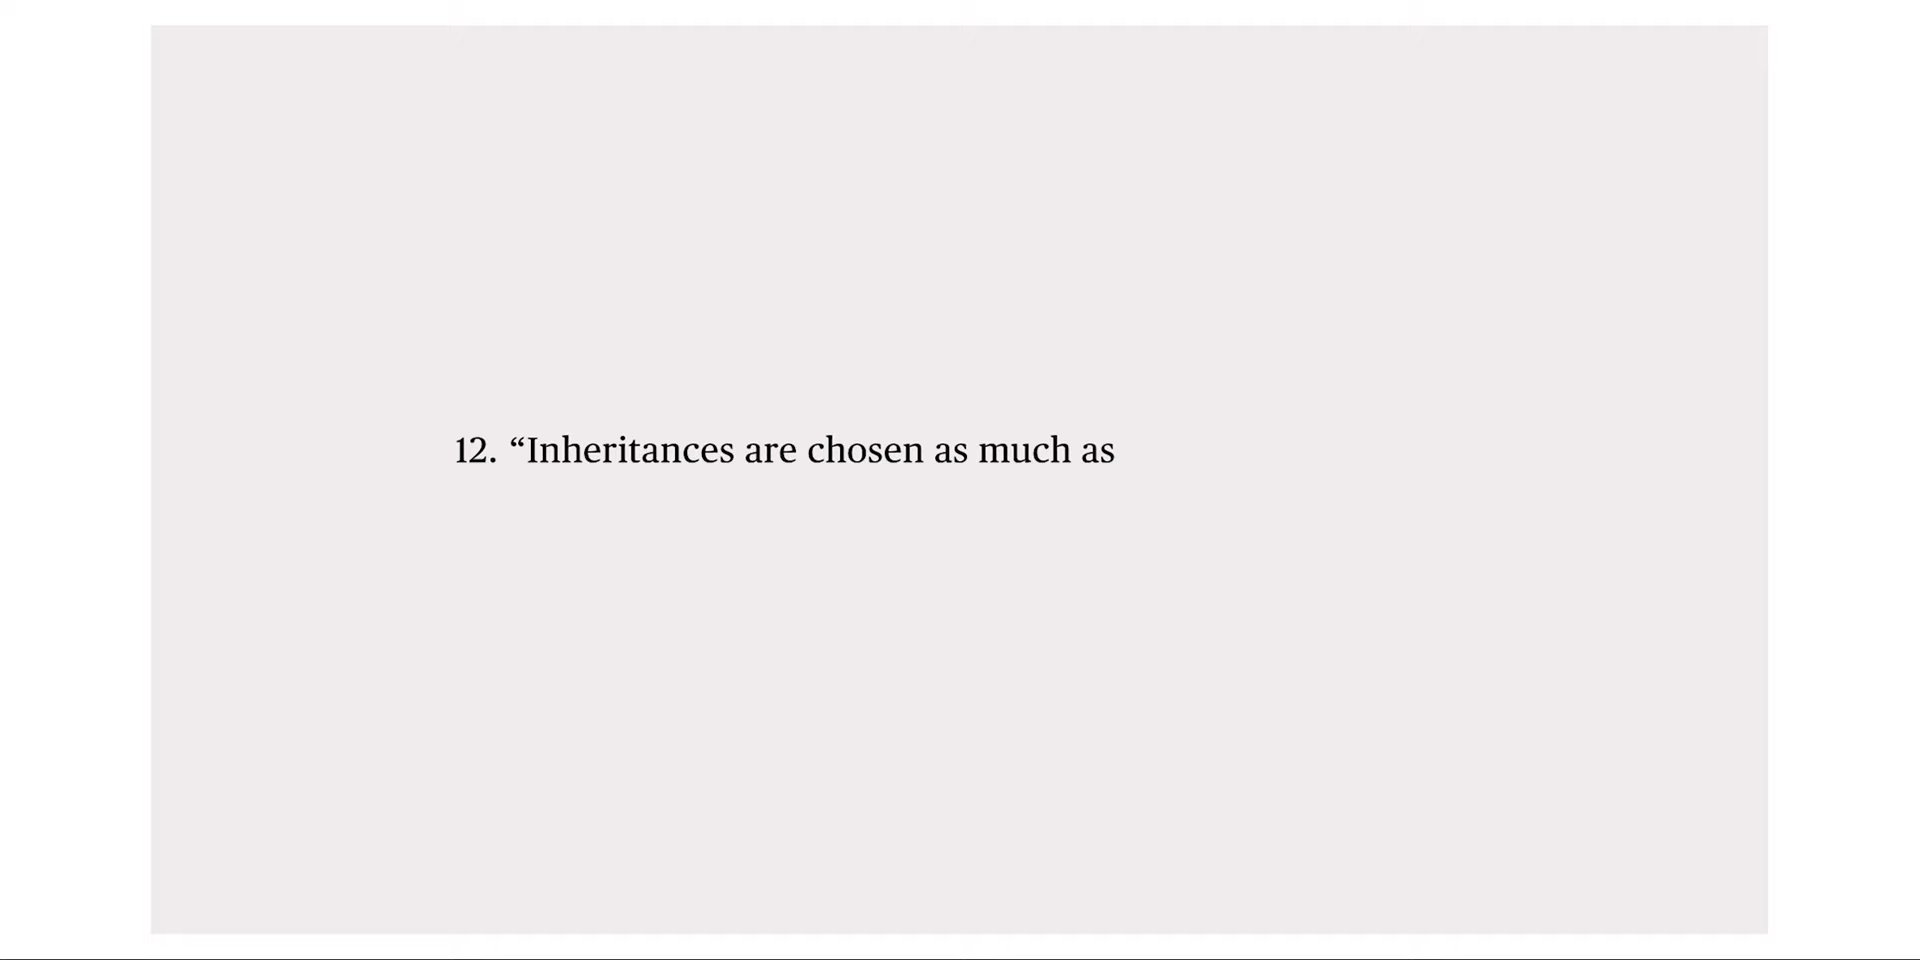 12. “Inheritances are chosen as much as